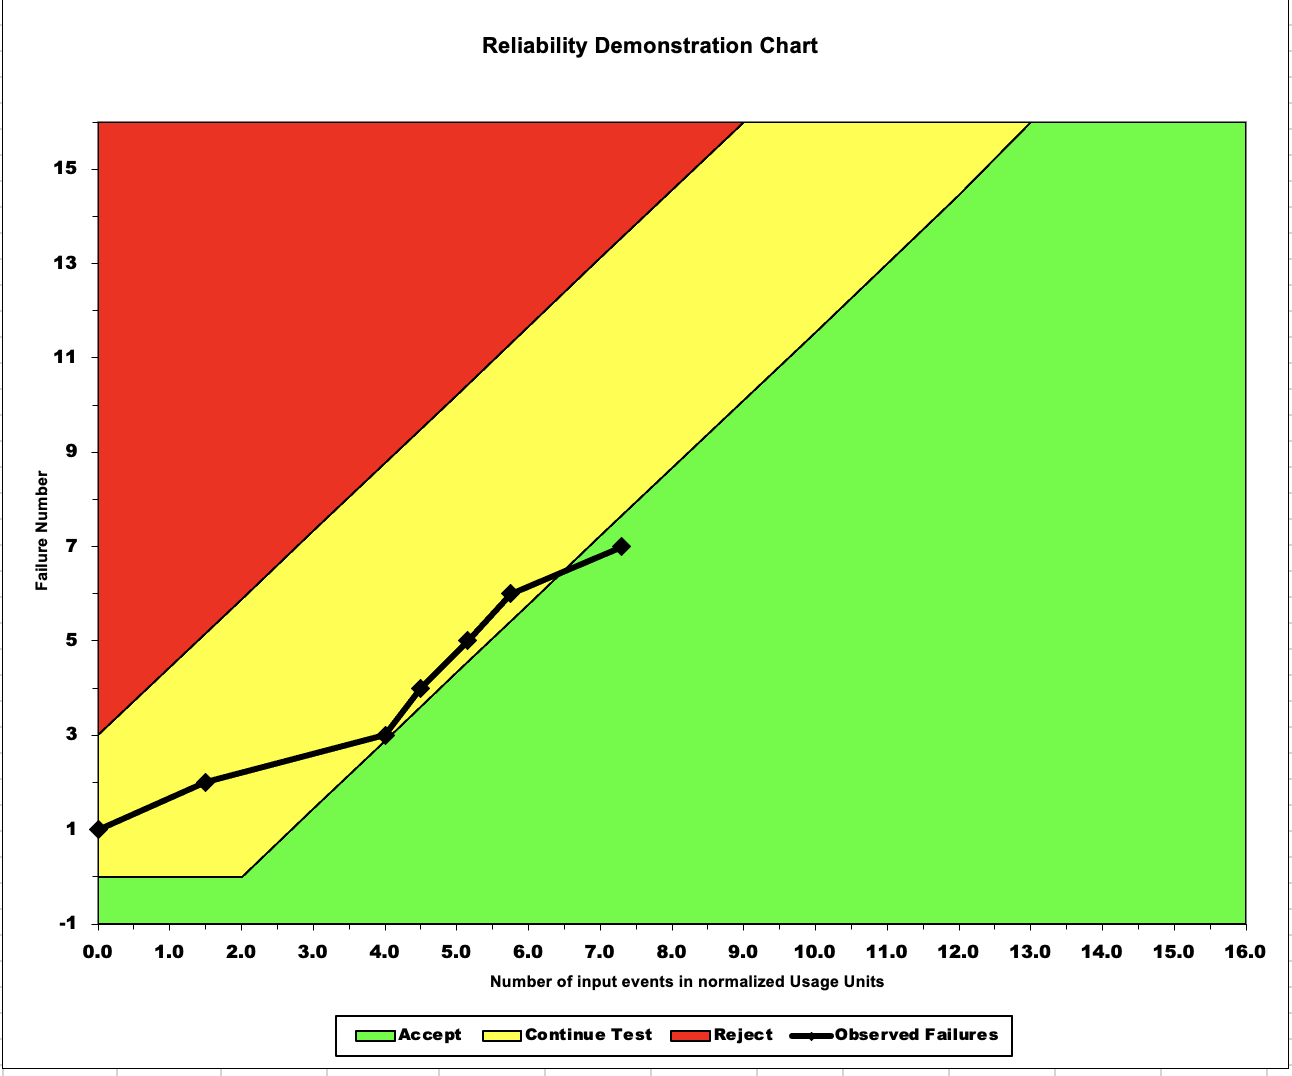 Reliability Demonstration Chart
15
13
11
9
7
5
3
1
-1
Failure Number
0.0 1.0 2.0 3.0 4.0 5.0 6.0 7.0 8.0 9.0 10.0 11.0 12.0 13.0 14.0 15.0 16.0
Number of input events in normalized Usage Units
Accept Continue Test Reject Observed Failures